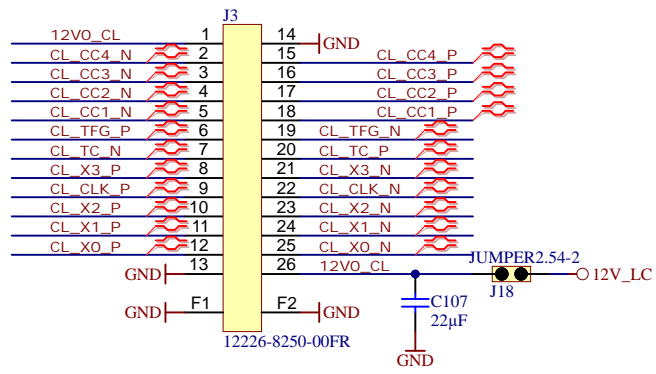 J3
12V0_CL 1 14 GND
CL_CC4_N 2 15 CL_CC4_P
CL_CC3_N 3 16 CL_CC3_P
CL_CC2_N 4 17 CL_CC2_P
CL_CC1_N 5 18 CL_CC1_P
CL_TFG_P 6 19 CL_TFG_N
CL_TC_N 7 20 CL_TC_P
CL_X3_P 8 21 CL_X3_N
CL_CLK_P 9 22 CL_CLK_N
CL_X2_P 10 23 CL_X2_N
CL_X1_P 11 24 CL_X1_N
CL_X0_P 12 25 CL_X0_N
JUMPER2.54-2
GND 13 26 12V0_CL 12V_LC
J18
GND F1 F2 GND
C107
22µF
12226-8250-00FR
GND